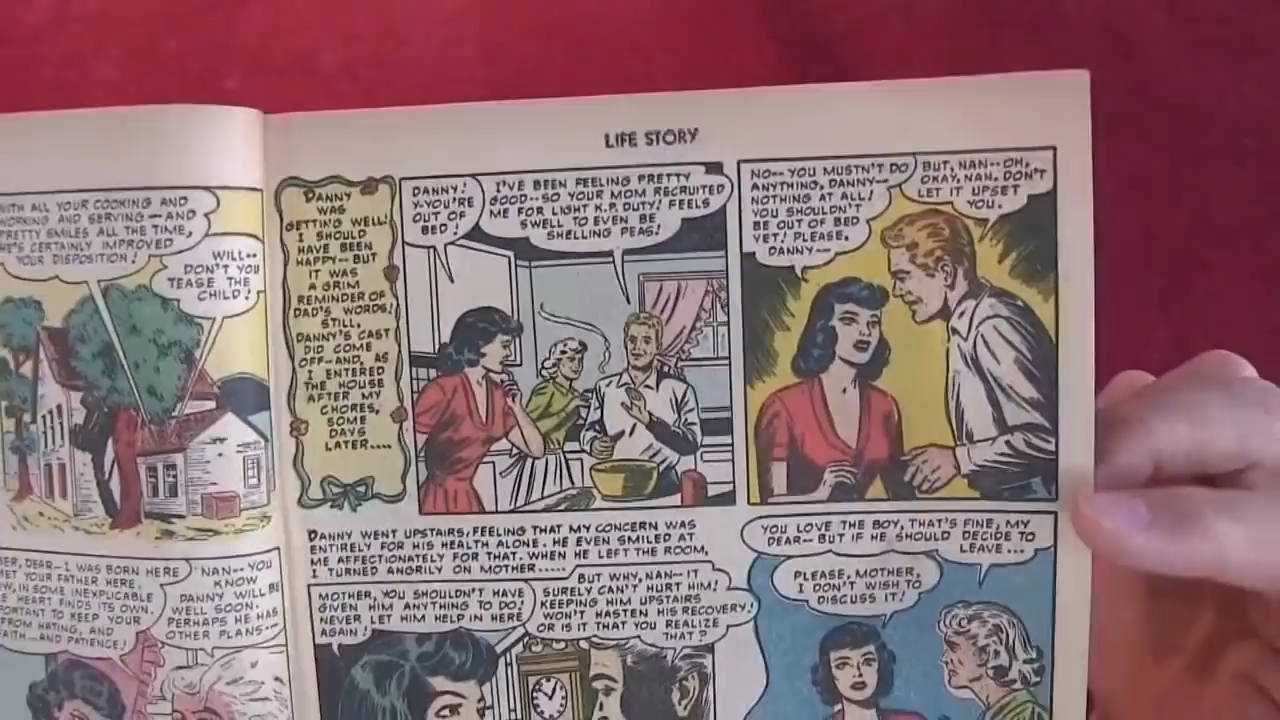 WITH ALL YOUR COOKING AND
WORKING AND SERVING--AND
PRETTY SMILES ALL THE TIME,
HE'S CERTAINLY IMPROVED
YOUR DISPOSITION!
WILL--
DON'T YOU
TEASE THE
CHILD!
DEAR--I WAS BORN HERE
MET YOUR FATHER HERE.
IN SOME INEXPLICABLE
HEART FINDS ITS OWN.
TO KEEP YOUR
FROM HATING, AND
FAITH--AND PATIENCE!
NAN--YOU
KNOW
DANNY WILL BE
WELL SOON.
PERHAPS HE HAS
OTHER PLANS--
LIFE STORY
DANNY
WAS
GETTING WELL!
I SHOULD
HAVE BEEN
HAPPY--BUT
IT WAS
A GRIM
REMINDER OF
DAD'S WORDS!
STILL,
DANNY'S CAST
DID COME
OFF--AND, AS
I ENTERED
THE HOUSE
AFTER MY
CHORES,
SOME
DAYS
LATER....
DANNY!
Y-YOU'RE
OUT OF
BED!
I'VE BEEN FEELING PRETTY
GOOD--SO YOUR MOM RECRUITED
ME FOR LIGHT K.P. DUTY! FEELS
SWELL TO EVEN BE
SHELLING PEAS!
NO--YOU MUSTN'T DO
ANYTHING, DANNY--
NOTHING AT ALL!
YOU SHOULDN'T
BE OUT OF BED
YET! PLEASE,
DANNY--
BUT, NAN--OH,
OKAY, NAN. DON'T
LET IT UPSET
YOU.
DANNY WENT UPSTAIRS, FEELING THAT MY CONCERN WAS
ENTIRELY FOR HIS HEALTH ALONE. HE EVEN SMILED AT
ME AFFECTIONATELY FOR THAT. WHEN HE LEFT THE ROOM,
I TURNED ANGRILY ON MOTHER.....
MOTHER, YOU SHOULDN'T HAVE
GIVEN HIM ANYTHING TO DO!
NEVER LET HIM HELP IN HERE
AGAIN!
BUT WHY, NAN--IT
SURELY CAN'T HURT HIM!
KEEPING HIM UPSTAIRS
WON'T HASTEN HIS RECOVERY!
OR IS IT THAT YOU REALIZE
THAT?
YOU LOVE THE BOY, THAT'S FINE, MY
DEAR--BUT IF HE SHOULD DECIDE TO
LEAVE...
PLEASE, MOTHER,
I DON'T WISH TO
DISCUSS IT!